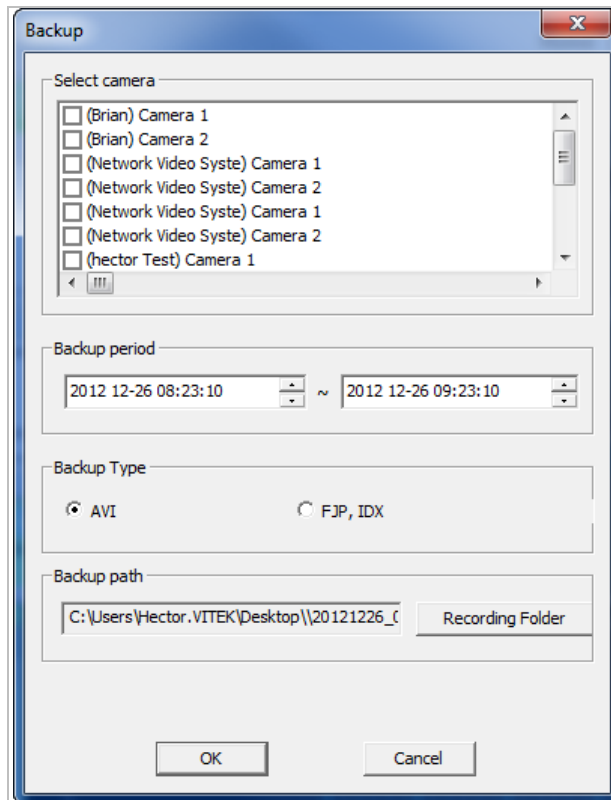 Backup
Select camera
(Brian) Camera 1
(Brian) Camera 2
(Network Video Syste) Camera 1
(Network Video Syste) Camera 2
(Network Video Syste) Camera 1
(Network Video Syste) Camera 2
(hector Test) Camera 1
Backup period
2012 12-26 08:23:10 ~ 2012 12-26 09:23:10
Backup Type
AVI FJP, IDX
Backup path
C:\Users\Hector.VITEK\Desktop\\20121226_0 Recording Folder
OK Cancel